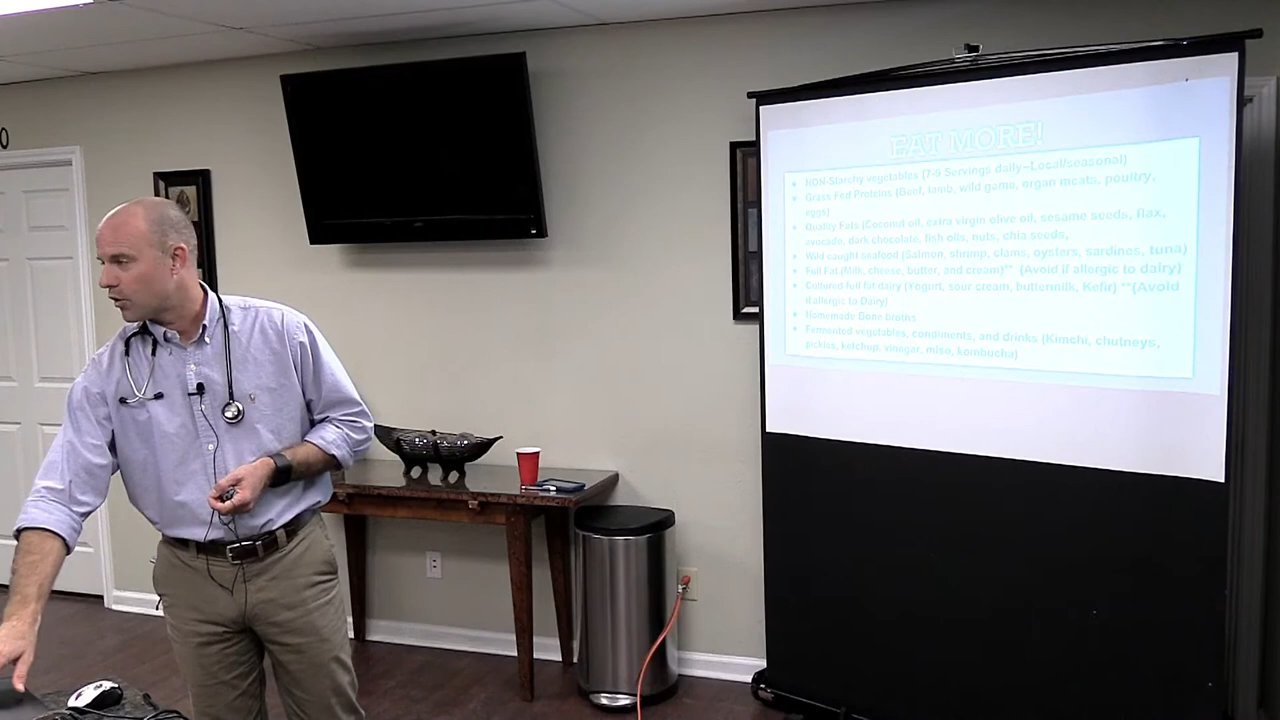 0
EAT MORE!
NON-Starchy vegetables (7-9 Servings daily–Local/seasonal)
Grass Fed Proteins (Beef, lamb, wild game, organ meats, poultry,
eggs)
Quality Fats (Coconut oil, extra virgin olive oil, sesame seeds, flax,
avocado, dark chocolate, fish oils, nuts, chia seeds,
Wild caught seafood (Salmon, shrimp, clams, oysters, sardines, tuna)
Full Fat (Milk, cheese, butter, and cream)** (Avoid if allergic to dairy)
Cultured full fat dairy (Yogurt, sour cream, buttermilk, Kefir) **(Avoid
if allergic to Dairy)
Homemade Bone broths
Fermented vegetables, condiments, and drinks (Kimchi, chutneys,
pickles, ketchup, vinegar, miso, kombucha)